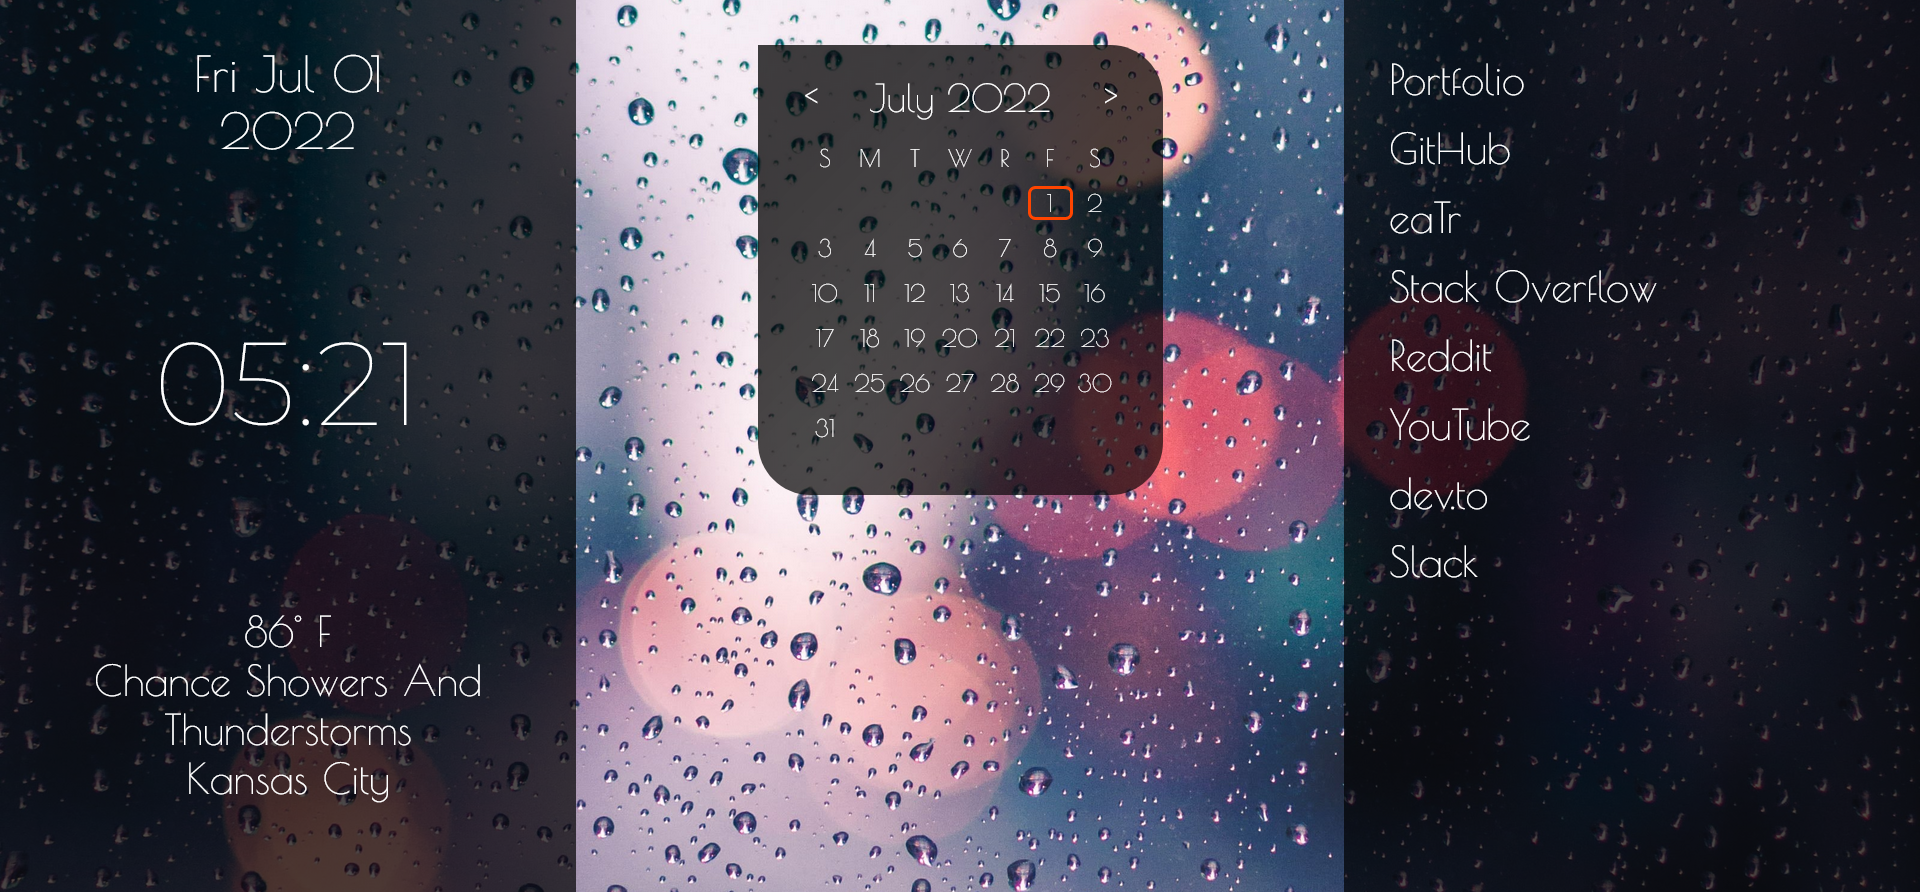 Fri Jul 01
2022
05:21
86° F
Chance Showers And
Thunderstorms
Kansas City
< July 2022 >
S M T W R F S
1 2
3 4 5 6 7 8 9
10 11 12 13 14 15 16
17 18 19 20 21 22 23
24 25 26 27 28 29 30
31
Portfolio
GitHub
eaTr
Stack Overflow
Reddit
YouTube
dev.to
Slack